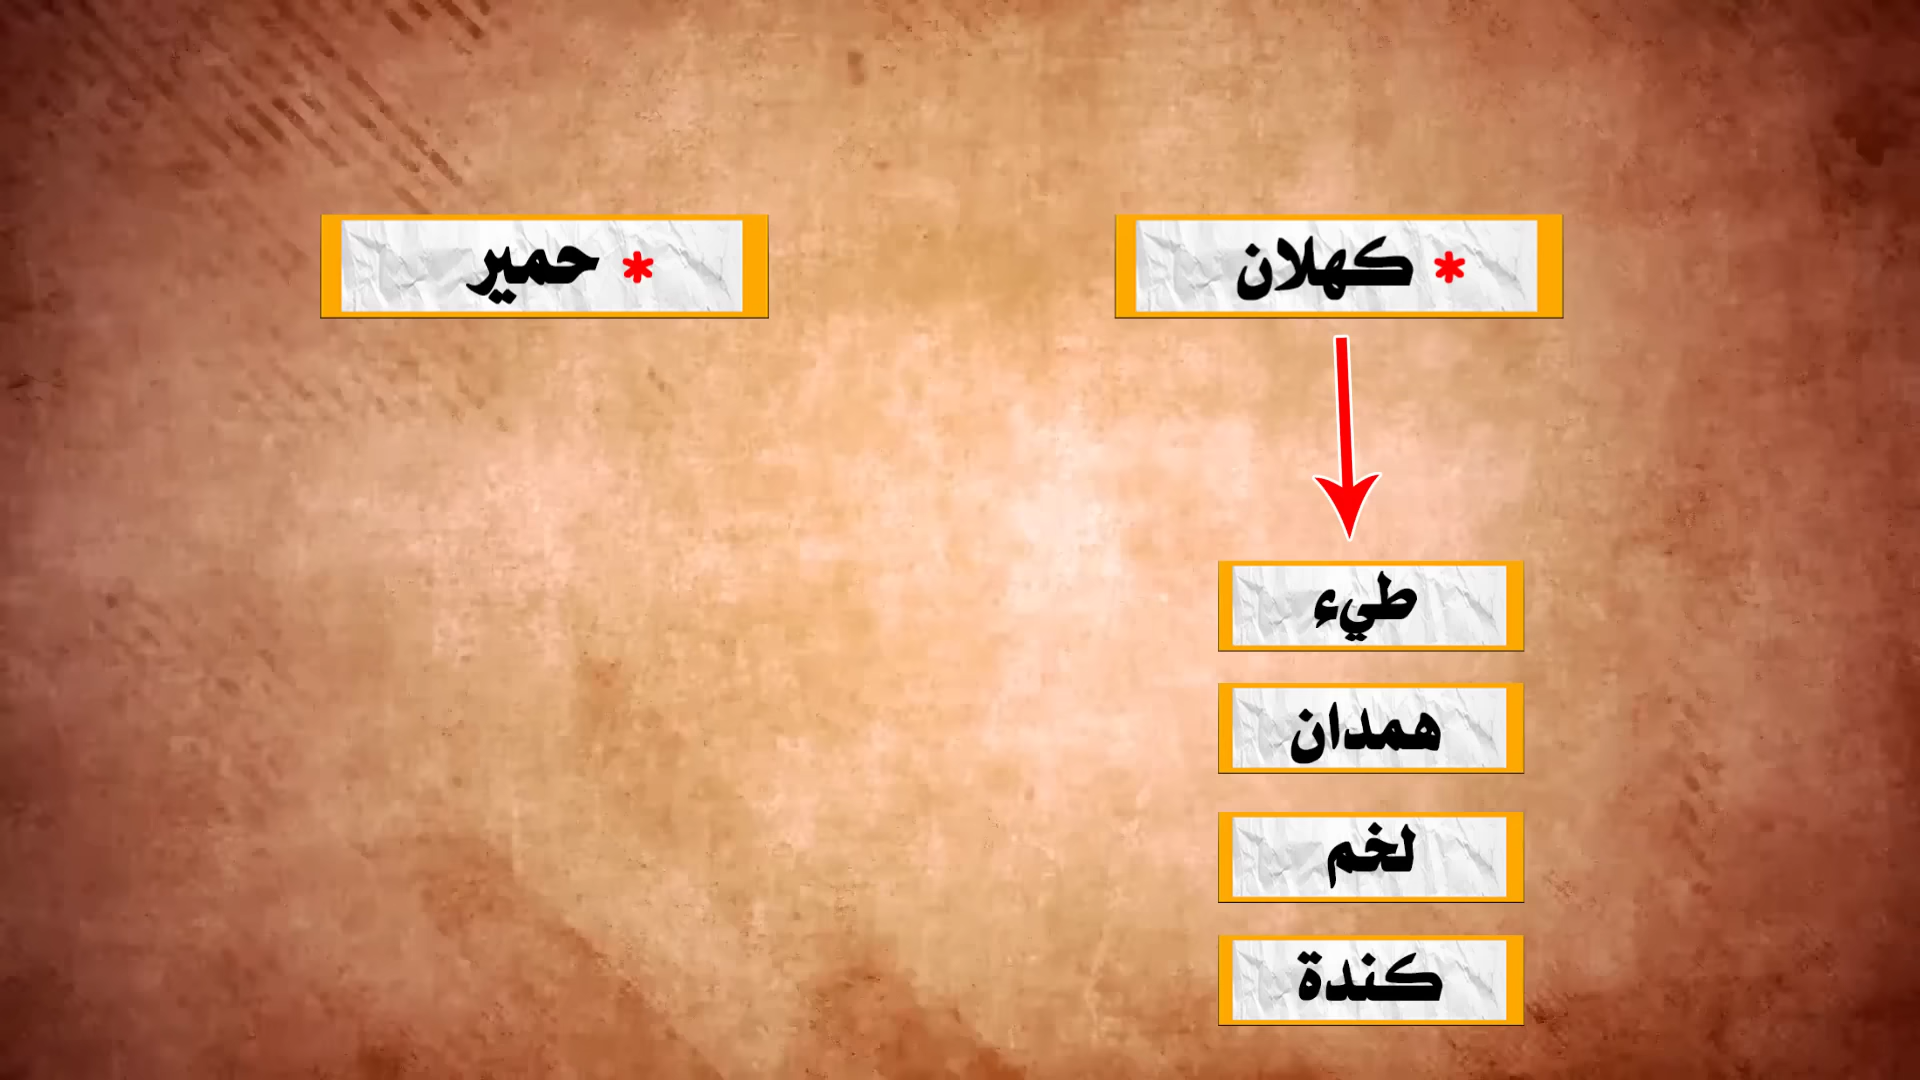 * كهلان
* حمير
طيء
همدان
لخم
كندة